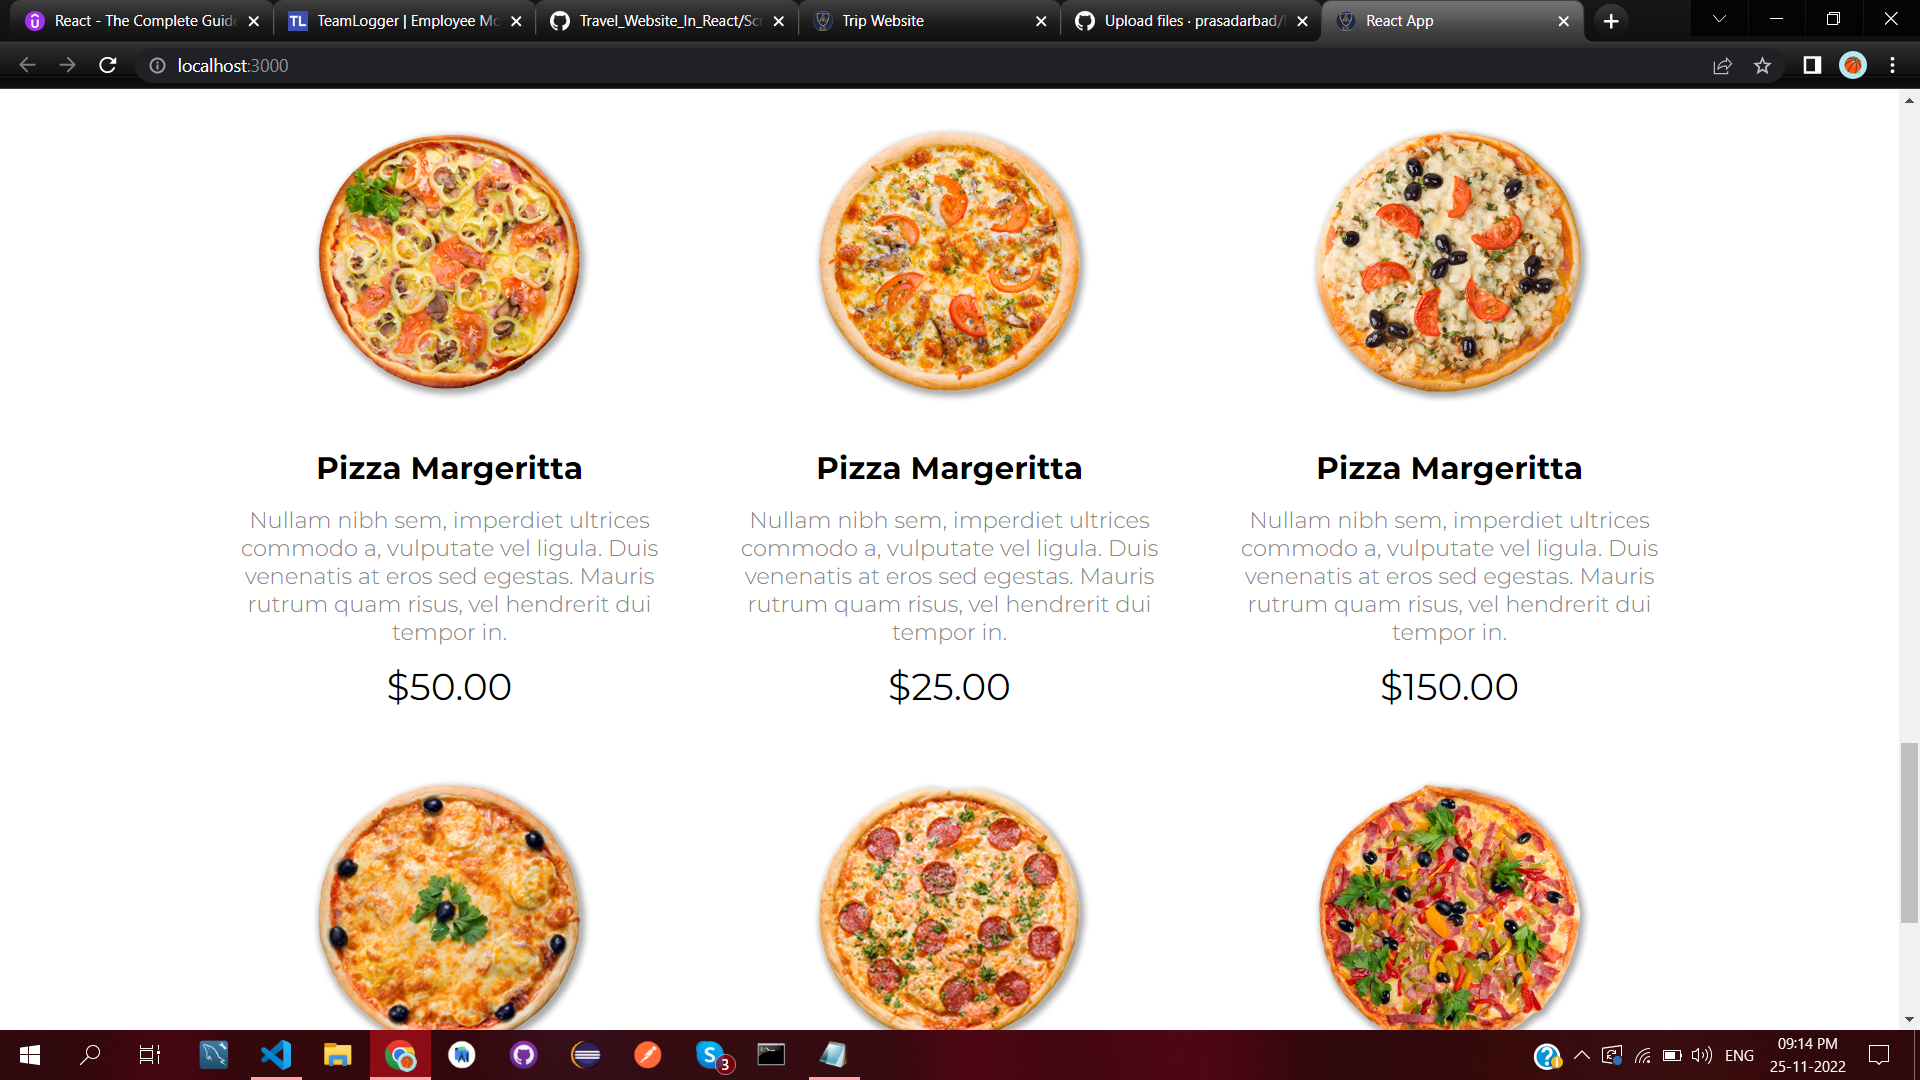 React - The Complete Guide
TL TeamLogger | Employee Mo
Travel_Website_In_React/Scr
Trip Website
Upload files · prasadarbad/
React App
localhost:3000
Pizza Margeritta
Nullam nibh sem, imperdiet ultrices
commodo a, vulputate vel ligula. Duis
venenatis at eros sed egestas. Mauris
rutrum quam risus, vel hendrerit dui
tempor in.
$50.00
Pizza Margeritta
Nullam nibh sem, imperdiet ultrices
commodo a, vulputate vel ligula. Duis
venenatis at eros sed egestas. Mauris
rutrum quam risus, vel hendrerit dui
tempor in.
$25.00
Pizza Margeritta
Nullam nibh sem, imperdiet ultrices
commodo a, vulputate vel ligula. Duis
venenatis at eros sed egestas. Mauris
rutrum quam risus, vel hendrerit dui
tempor in.
$150.00
3
ENG
09:14 PM
25-11-2022